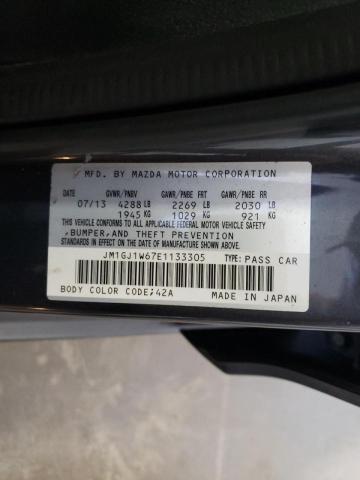 MFD. BY MAZDA MOTOR CORPORATION
DATE GVWR/PNBV GAWR/PNBE FRT GAWR/PNBE RR
07/13 4288 LB 2269 LB 2030 LB
1945 KG 1029 KG 921 KG
THIS VEHICLE CONFORMS TO ALL APPLICABLE FEDERAL MOTOR VEHICLE SAFETY
,BUMPER,AND THEFT PREVENTION
STANDARDS IN EFFECT ON THE DATE OF MANUFACTURE SHOWN ABOVE.
JM1GJ1W67E1133305 TYPE: PASS CAR
BODY COLOR CODE;42A MADE IN JAPAN